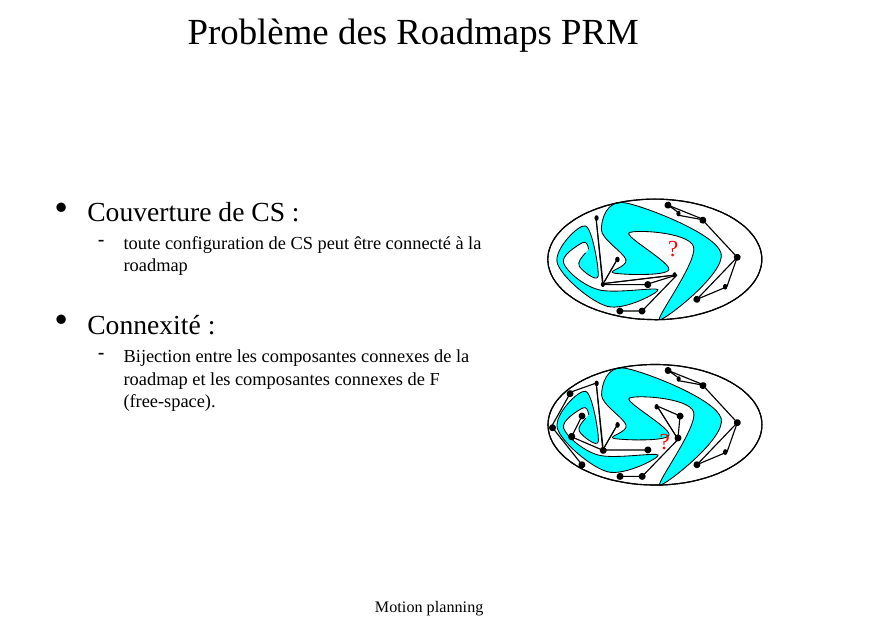 Problème des Roadmaps PRM
• Couverture de CS :
- toute configuration de CS peut être connecté à la
roadmap
?
• Connexité :
- Bijection entre les composantes connexes de la
roadmap et les composantes connexes de F
(free-space).
?
Motion planning